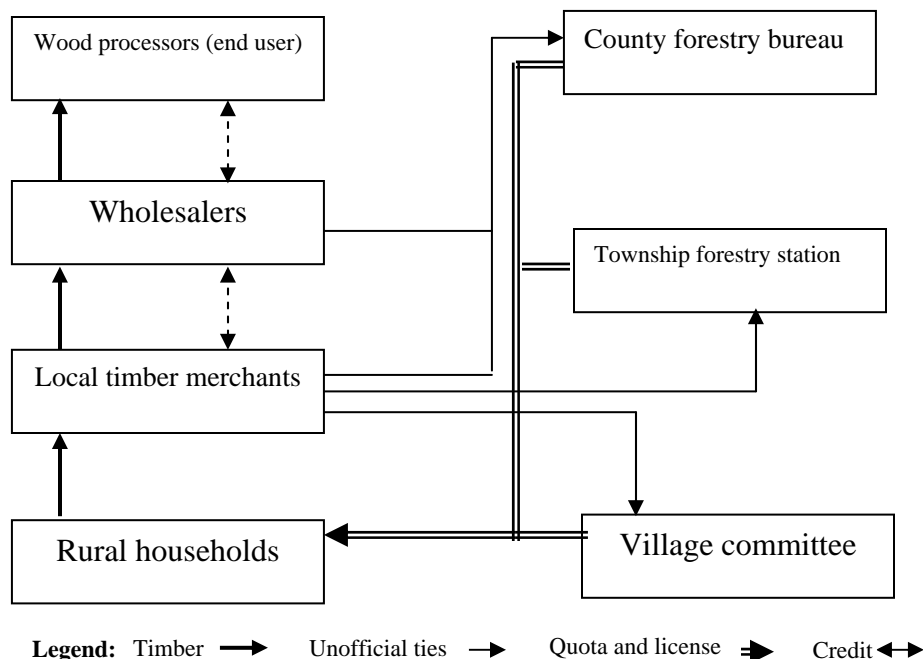 Wood processors (end user)
County forestry bureau
Wholesalers
Township forestry station
Local timber merchants
Rural households
Village committee
Legend: Timber Unofficial ties Quota and license Credit